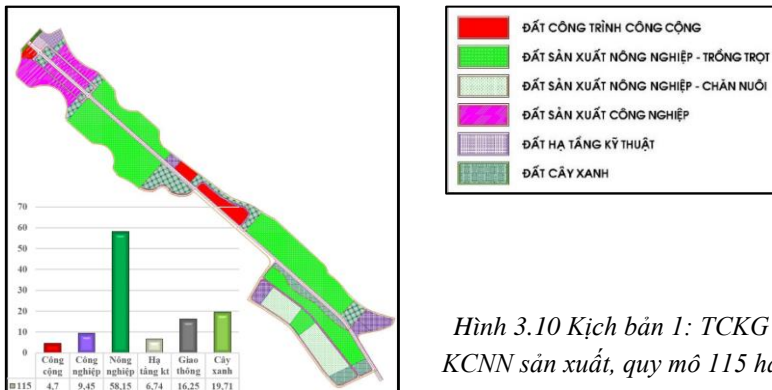 ĐẤT CÔNG TRÌNH CÔNG CỘNG
ĐẤT SẢN XUẤT NÔNG NGHIỆP - TRỒNG TRỌT
ĐẤT SẢN XUẤT NÔNG NGHIỆP - CHĂN NUÔI
ĐẤT SẢN XUẤT CÔNG NGHIỆP
ĐẤT HẠ TẦNG KỸ THUẬT
ĐẤT CÂY XANH
70
60
50
40
30
20
10
0
Công cộng
Công nghiệp
Nông nghiệp
Hạ tầng kt
Giao thông
Cây xanh
115 4,7 9,45 58,15 6,74 16,25 19,71
Hình 3.10 Kịch bản 1: TCKG
KCNN sản xuất, quy mô 115 ha